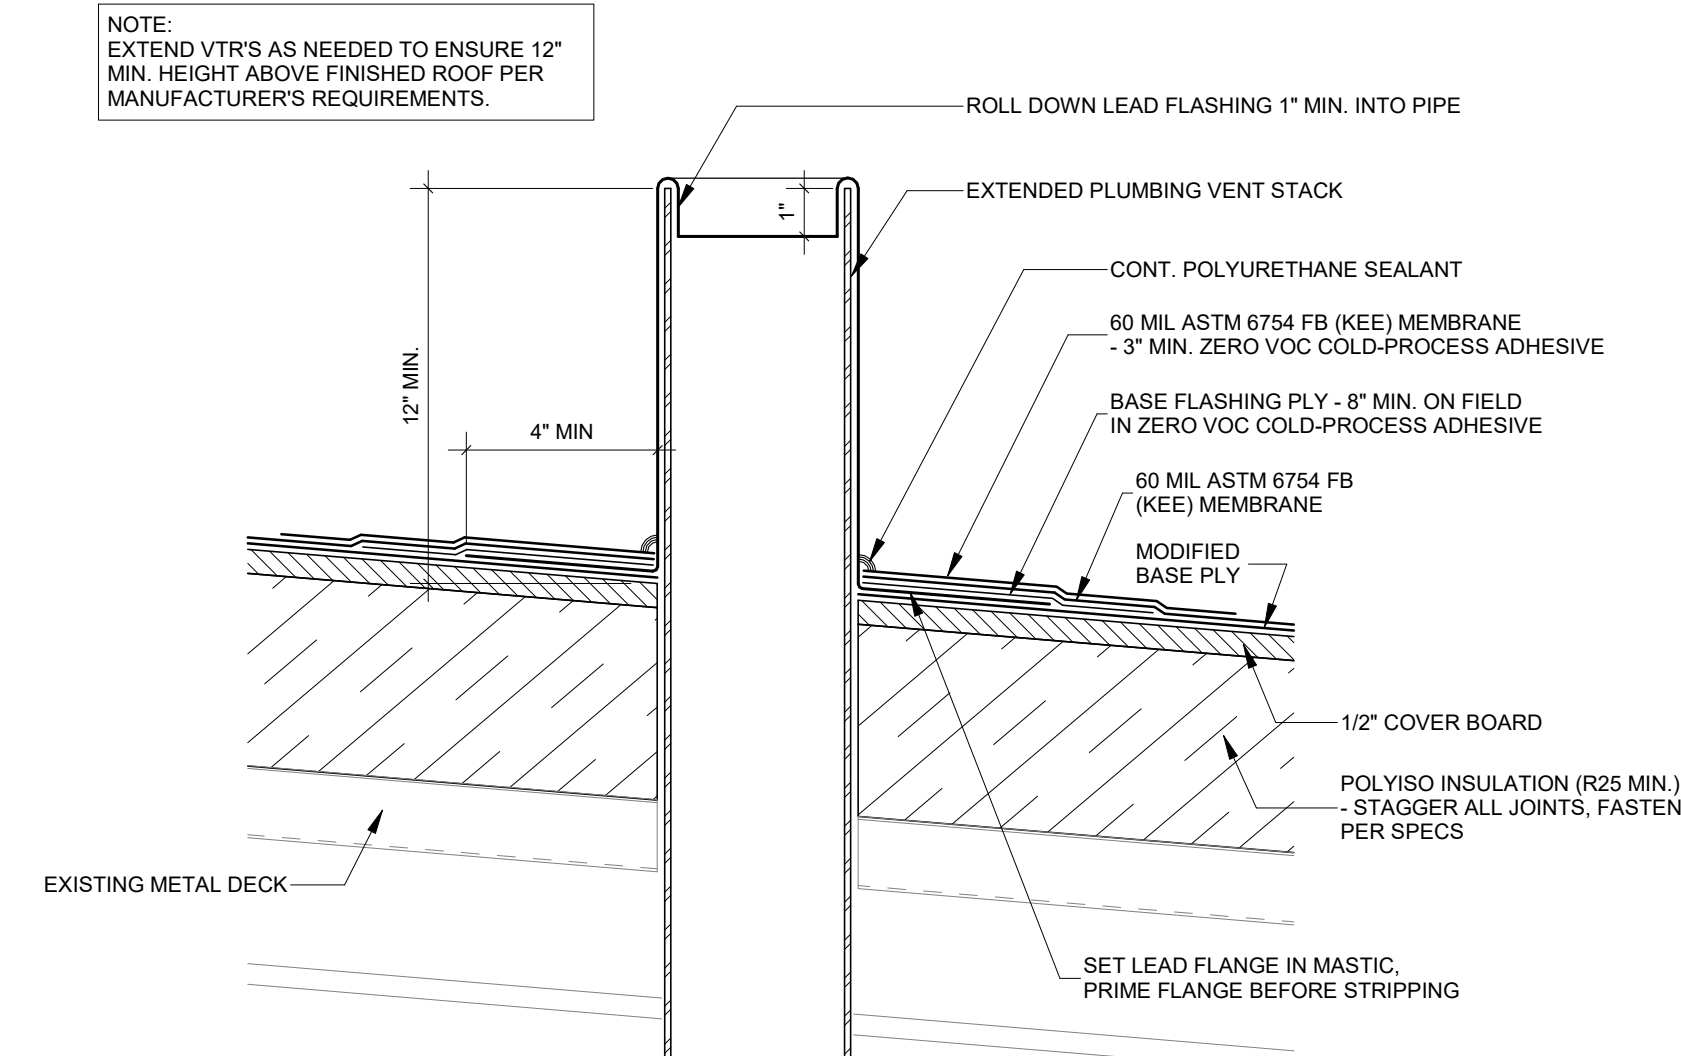 NOTE:
EXTEND VTR'S AS NEEDED TO ENSURE 12"
MIN. HEIGHT ABOVE FINISHED ROOF PER
MANUFACTURER'S REQUIREMENTS.
ROLL DOWN LEAD FLASHING 1" MIN. INTO PIPE
EXTENDED PLUMBING VENT STACK
1"
CONT. POLYURETHANE SEALANT
60 MIL ASTM 6754 FB (KEE) MEMBRANE
- 3" MIN. ZERO VOC COLD-PROCESS ADHESIVE
12" MIN.
4" MIN
BASE FLASHING PLY - 8" MIN. ON FIELD
IN ZERO VOC COLD-PROCESS ADHESIVE
60 MIL ASTM 6754 FB
(KEE) MEMBRANE
MODIFIED
BASE PLY
1/2" COVER BOARD
POLYISO INSULATION (R25 MIN.)
- STAGGER ALL JOINTS, FASTEN
PER SPECS
EXISTING METAL DECK
SET LEAD FLANGE IN MASTIC,
PRIME FLANGE BEFORE STRIPPING